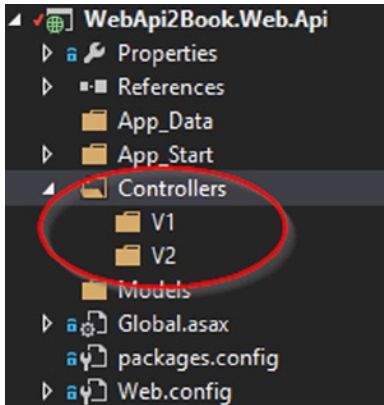 WebApi2Book.Web.Api
Properties
References
App_Data
App_Start
Controllers
V1
V2
Models
Global.asax
packages.config
Web.config